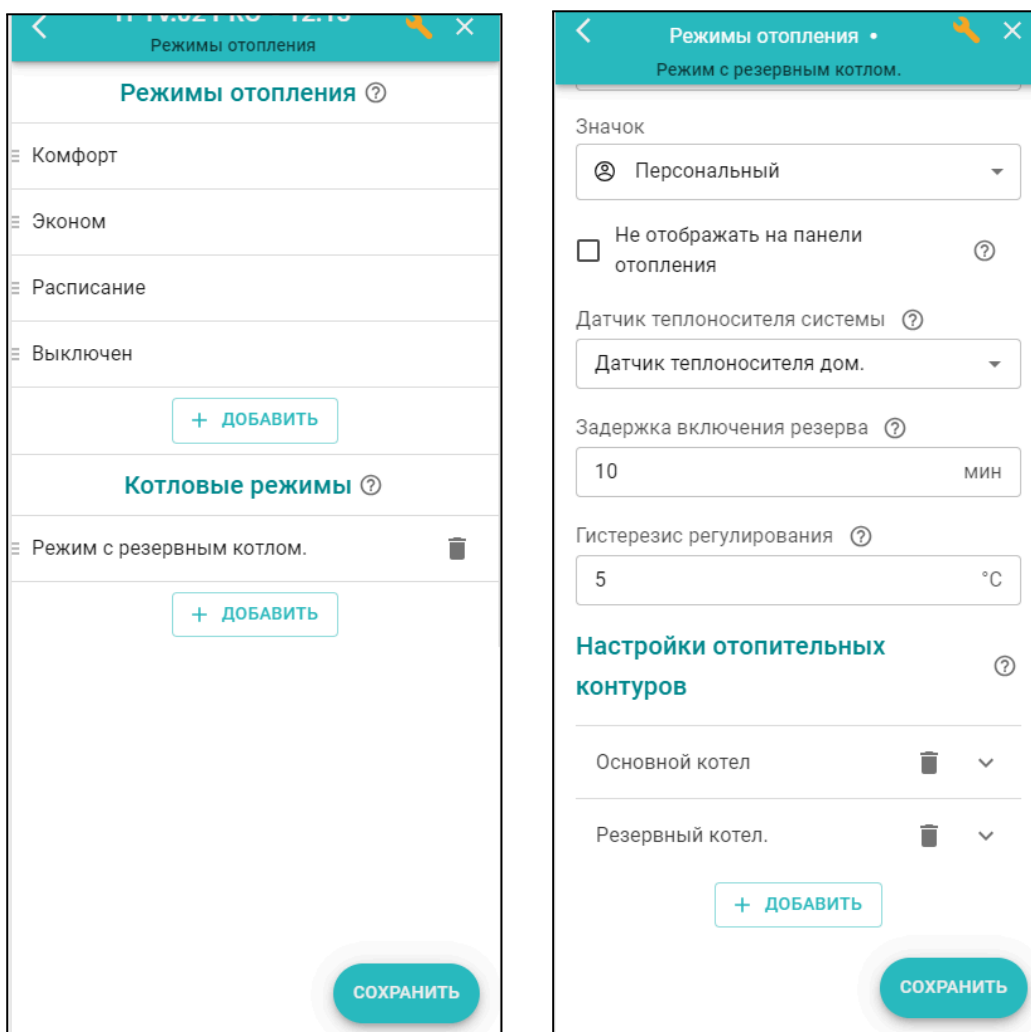 Режимы отопления
Режимы отопления
Комфорт
Эконом
Расписание
Выключен
+ ДОБАВИТЬ
Котловые режимы
Режим с резервным котлом.
+ ДОБАВИТЬ
СОХРАНИТЬ
Режимы отопления •
Режим с резервным котлом.
Значок
Персональный
Не отображать на панели
отопления
Датчик теплоносителя системы
Датчик теплоносителя дом.
Задержка включения резерва
10 мин
Гистерезис регулирования
5 °C
Настройки отопительных
контуров
Основной котел
Резервный котел.
+ ДОБАВИТЬ
СОХРАНИТЬ